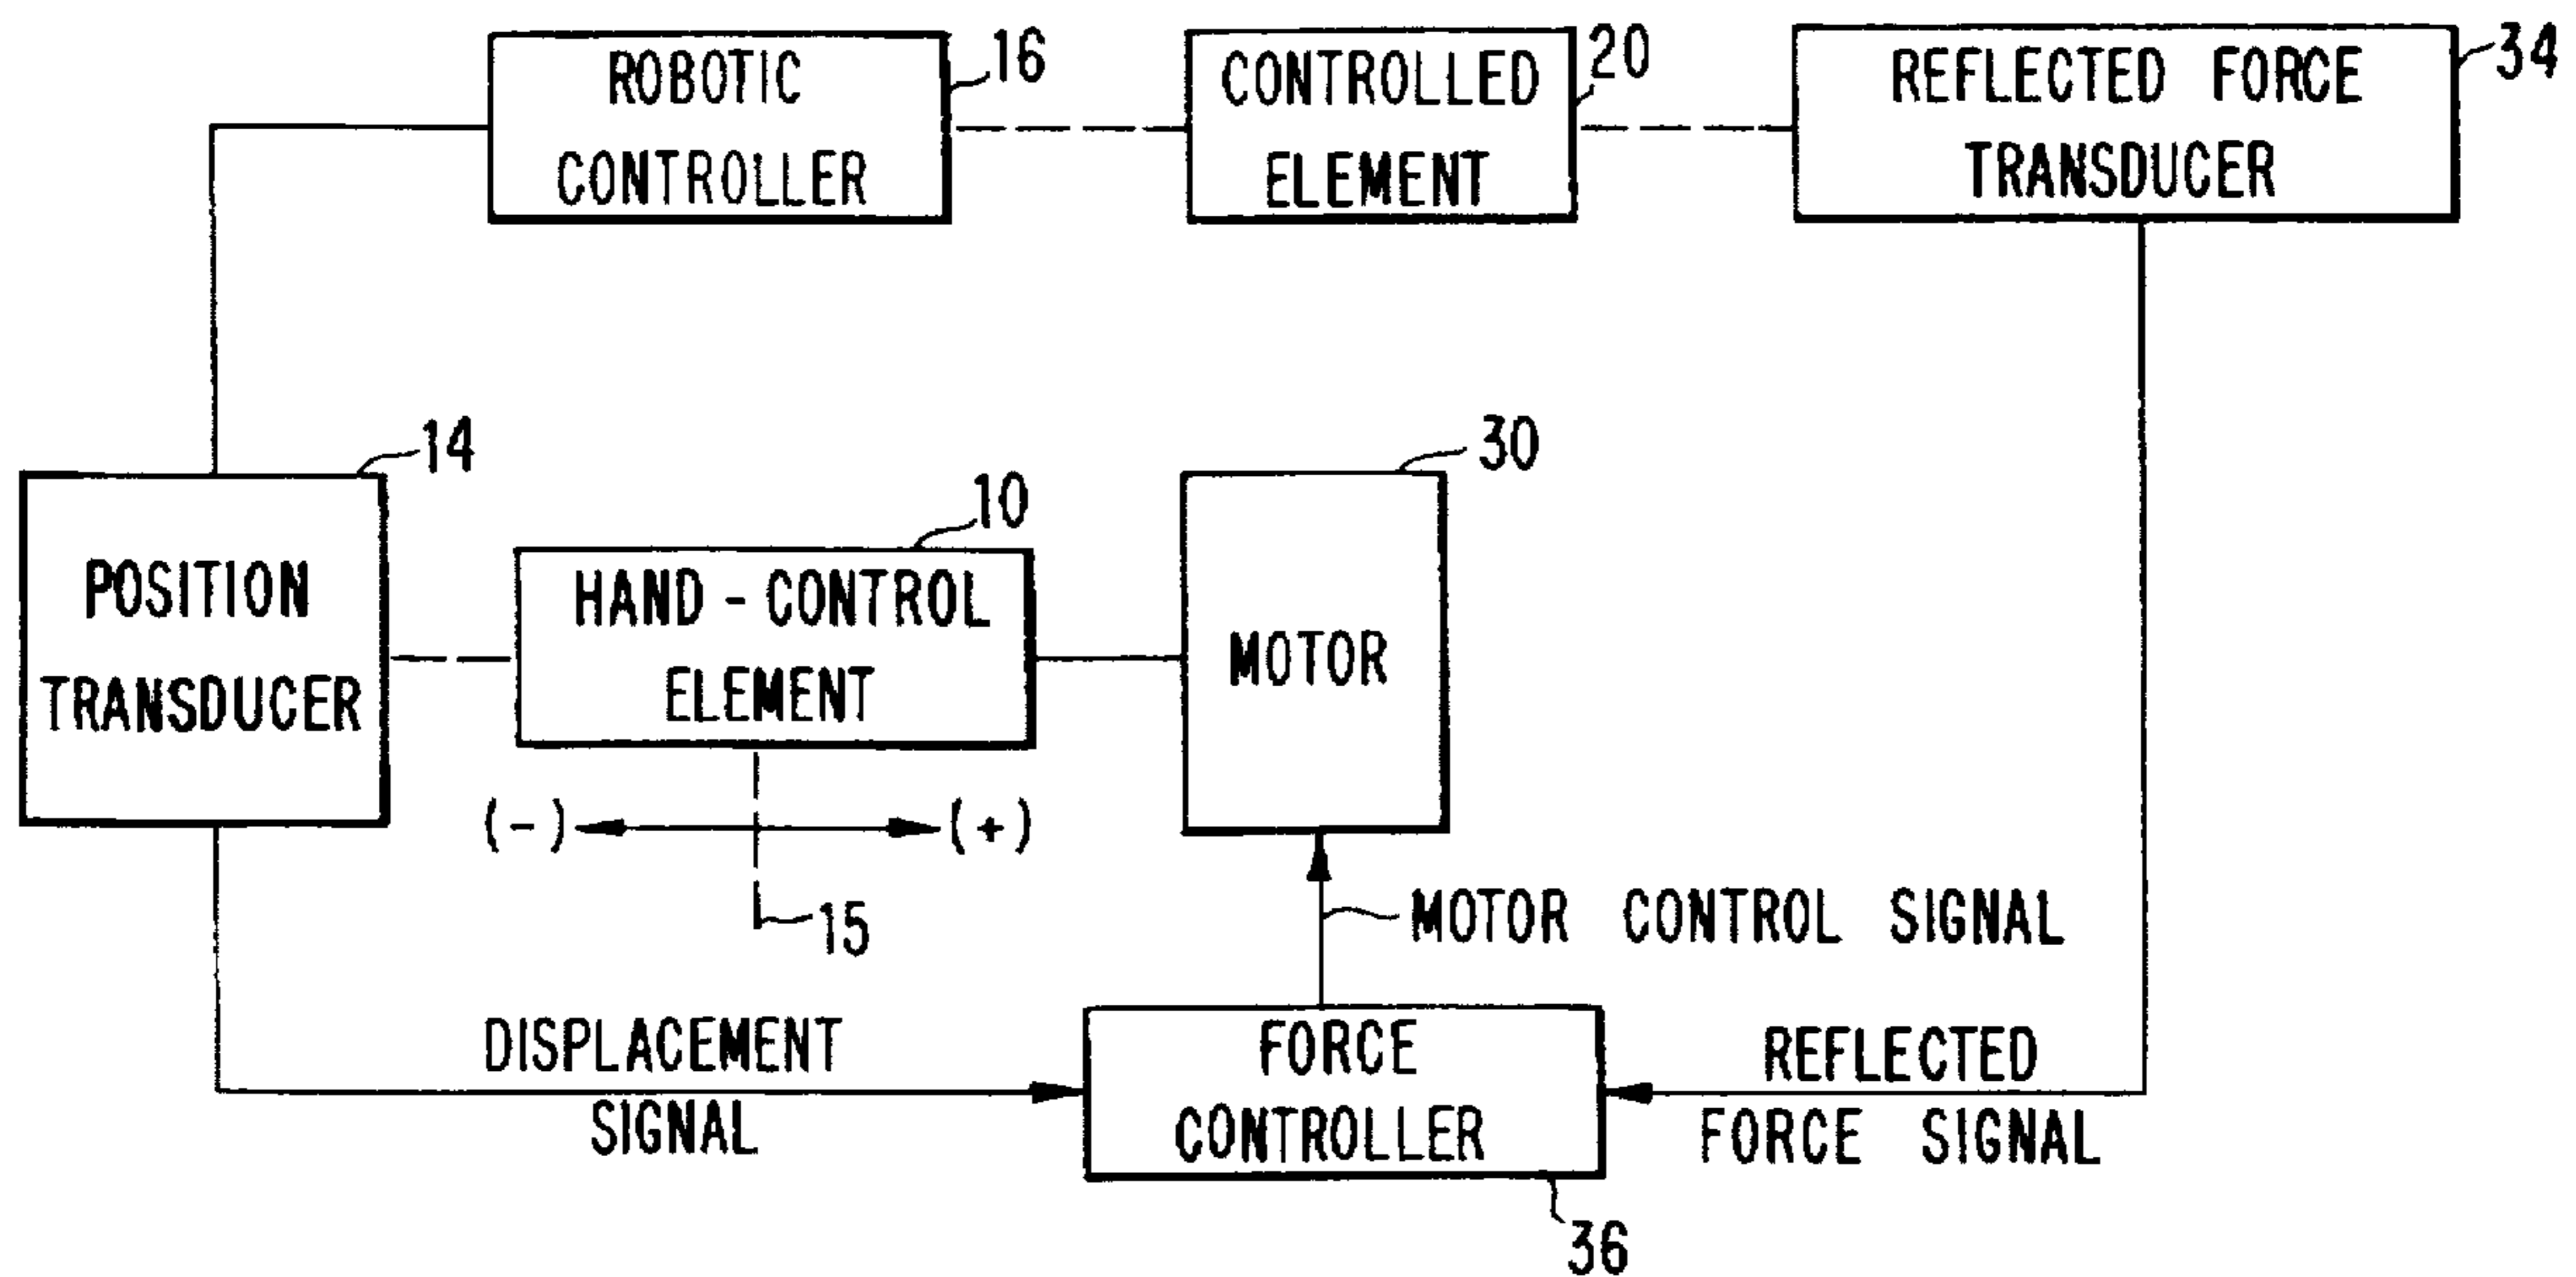 ROBOTIC
CONTROLLER
16
CONTROLLED
ELEMENT
20
REFLECTED FORCE
TRANSDUCER
34
14
POSITION
TRANSDUCER
10
HAND - CONTROL
ELEMENT
30
MOTOR
(-)
(+)
15
MOTOR CONTROL SIGNAL
DISPLACEMENT
SIGNAL
FORCE
CONTROLLER
36
REFLECTED
FORCE SIGNAL